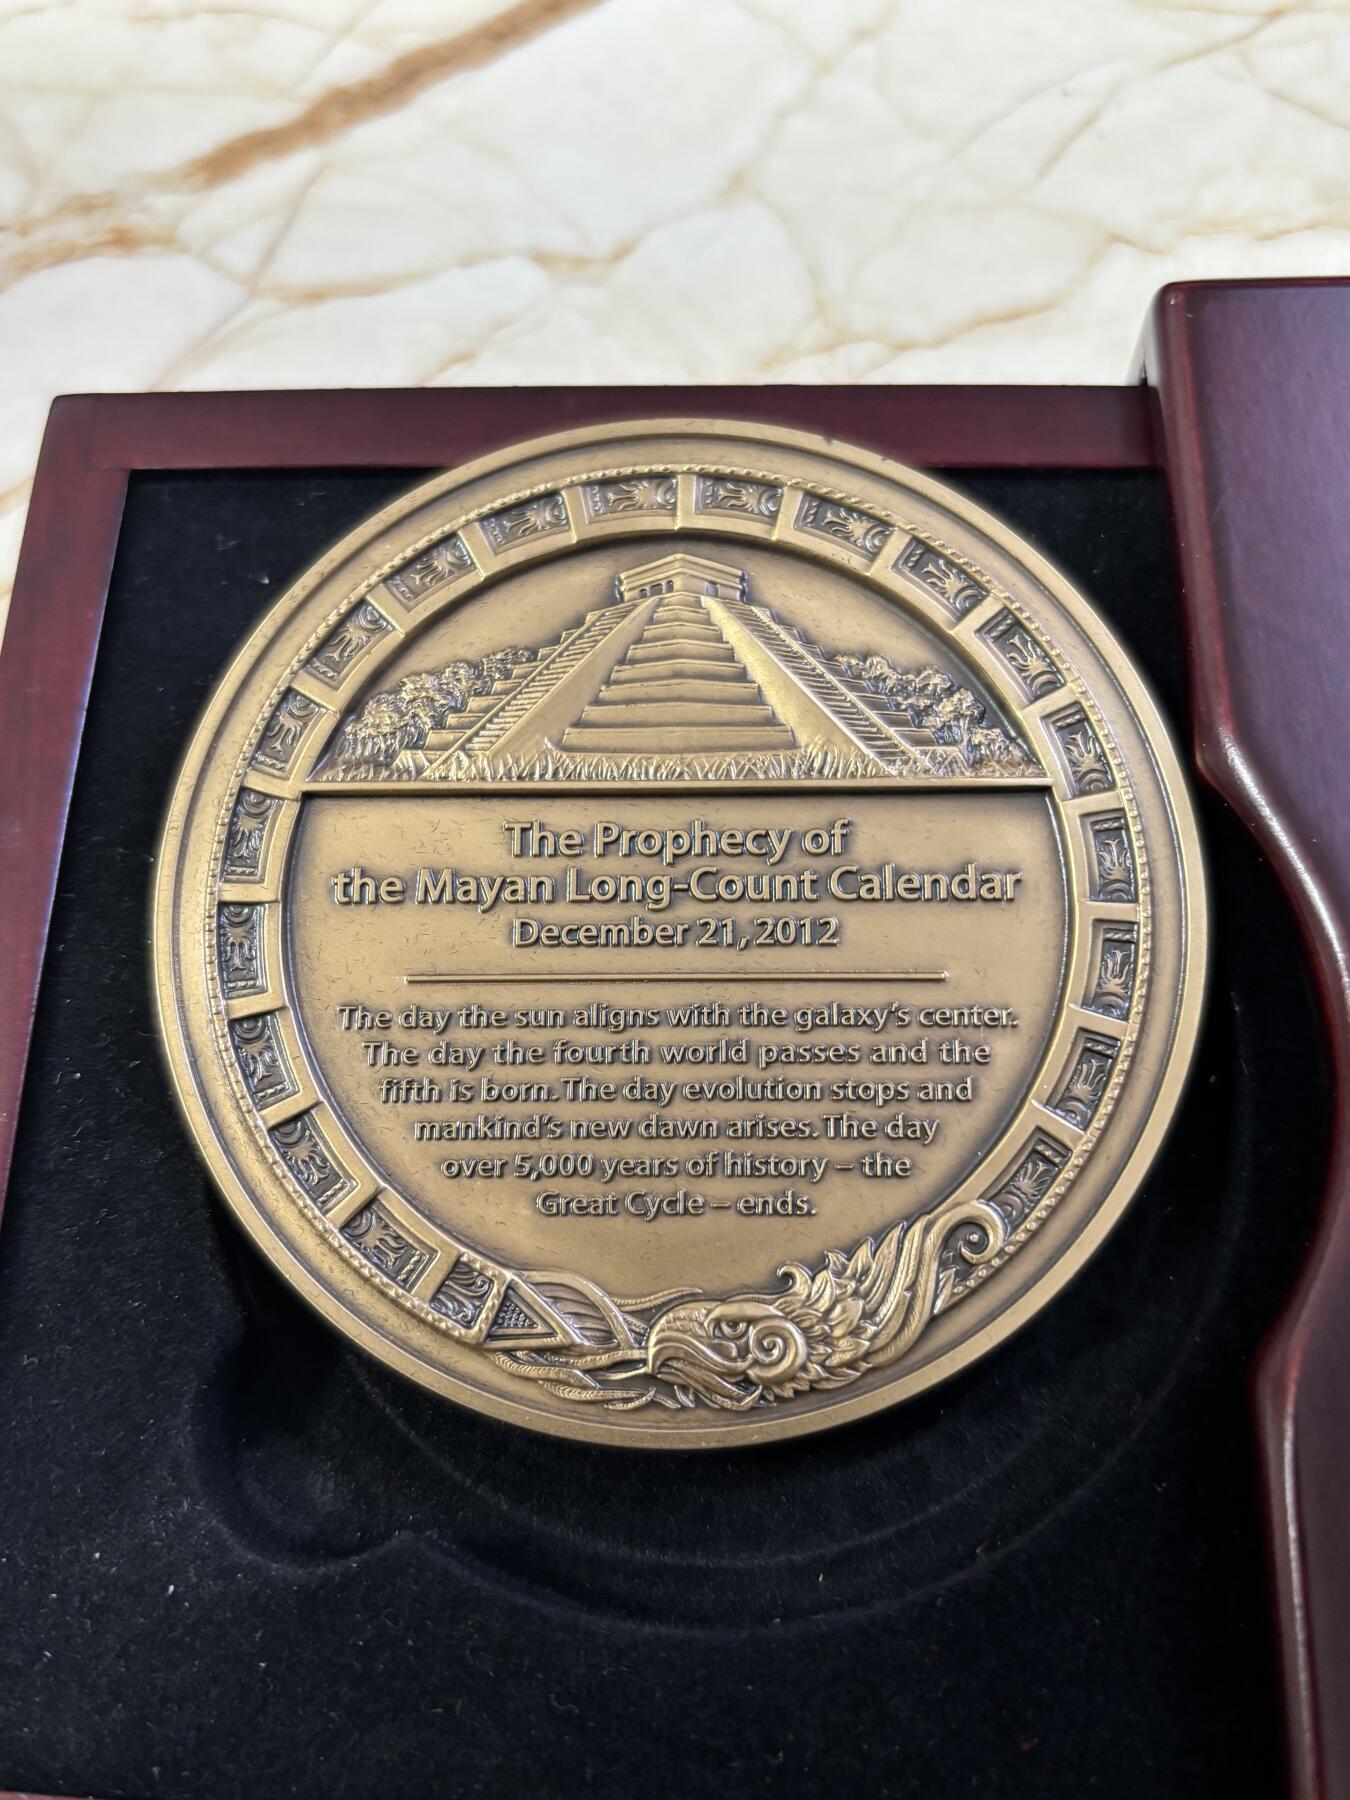 The Prophecy of
the Mayan Long-Count Calendar
December 21, 2012
The day the sun aligns with the galaxy's center.
The day the fourth world passes and the
fifth is born. The day evolution stops and
mankind's new dawn arises. The day
over 5,000 years of history – the
Great Cycle – ends.